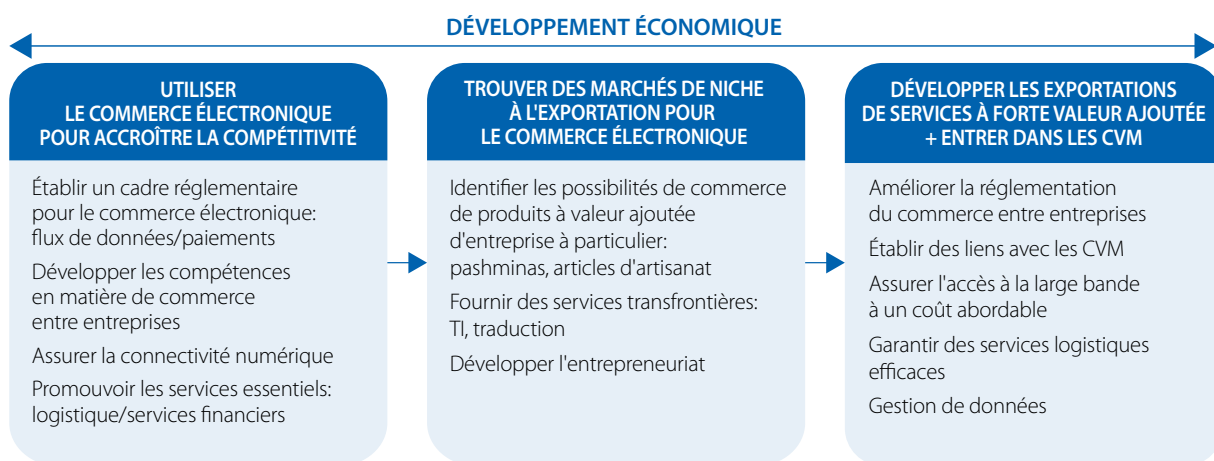 DÉVELOPPEMENT ÉCONOMIQUE
UTILISER
LE COMMERCE ÉLECTRONIQUE
POUR ACCROÎTRE LA COMPÉTITIVITÉ
Établir un cadre réglementaire
pour le commerce électronique:
flux de données/paiements
Développer les compétences
en matière de commerce
entre entreprises
Assurer la connectivité numérique
Promouvoir les services essentiels:
logistique/services financiers
TROUVER DES MARCHÉS DE NICHE
À L'EXPORTATION POUR
LE COMMERCE ÉLECTRONIQUE
Identifier les possibilités de commerce
de produits à valeur ajoutée
d'entreprise à particulier:
pashminas, articles d'artisanat
Fournir des services transfrontières:
TI, traduction
Développer l'entrepreneuriat
DÉVELOPPER LES EXPORTATIONS
DE SERVICES À FORTE VALEUR AJOUTÉE
+ ENTRER DANS LES CVM
Améliorer la réglementation
du commerce entre entreprises
Établir des liens avec les CVM
Assurer l'accès à la large bande
à un coût abordable
Garantir des services logistiques
efficaces
Gestion de données